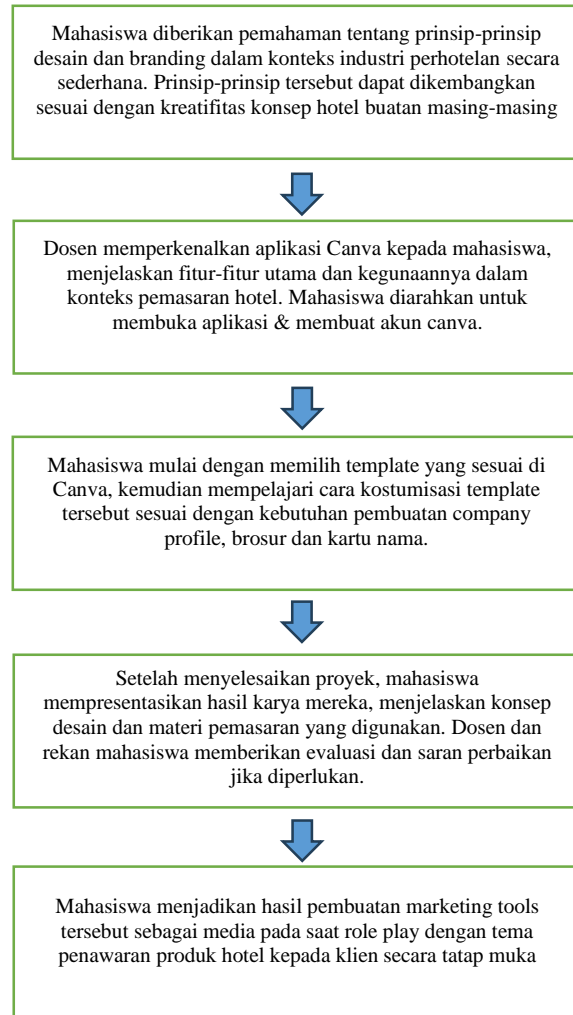 Mahasiswa diberikan pemahaman tentang prinsip-prinsip
desain dan branding dalam konteks industri perhotelan secara
sederhana. Prinsip-prinsip tersebut dapat dikembangkan
sesuai dengan kreatifitas konsep hotel buatan masing-masing
Dosen memperkenalkan aplikasi Canva kepada mahasiswa,
menjelaskan fitur-fitur utama dan kegunaannya dalam
konteks pemasaran hotel. Mahasiswa diarahkan untuk
membuka aplikasi & membuat akun canva.
Mahasiswa mulai dengan memilih template yang sesuai di
Canva, kemudian mempelajari cara kostumisasi template
tersebut sesuai dengan kebutuhan pembuatan company
profile, brosur dan kartu nama.
Setelah menyelesaikan proyek, mahasiswa
mempresentasikan hasil karya mereka, menjelaskan konsep
desain dan materi pemasaran yang digunakan. Dosen dan
rekan mahasiswa memberikan evaluasi dan saran perbaikan
jika diperlukan.
Mahasiswa menjadikan hasil pembuatan marketing tools
tersebut sebagai media pada saat role play dengan tema
penawaran produk hotel kepada klien secara tatap muka